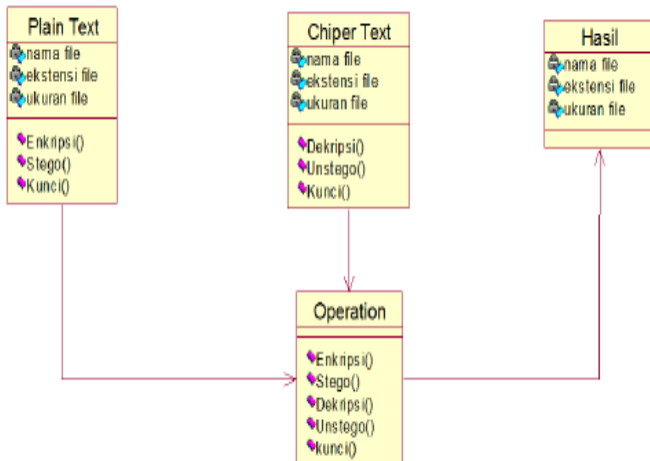 Plain Text
nama file
ekstensi file
ukuran file
Enkripsi()
Stego()
Kunci()
Chiper Text
nama file
ekstensi file
ukuran file
Dekripsi()
Unstego()
Kunci()
Hasil
nama file
ekstensi file
ukuran file
Operation
Enkripsi()
Stego()
Dekripsi()
Unstego()
kunci()